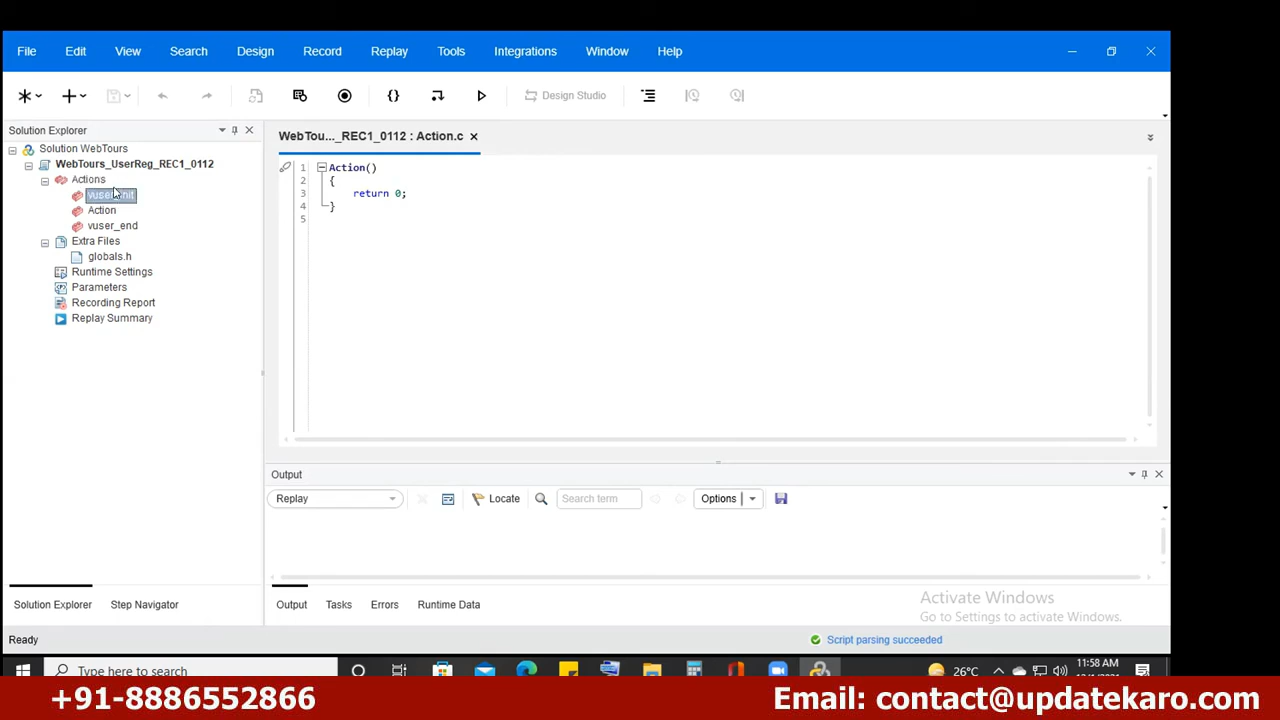 File Edit View Search Design Record Replay Tools Integrations Window Help
Design Studio
Solution Explorer
WebTou..._REC1_0112 : Action.c
Solution WebTours
WebTours_UserReg_REC1_0112
Actions
vuser_init
Action
vuser_end
Extra Files
globals.h
Runtime Settings
Parameters
Recording Report
Replay Summary
1 Action()
2 {
3 return 0;
4 }
5
Output
Replay Locate Search term Options
Solution Explorer Step Navigator
Output Tasks Errors Runtime Data
Activate Windows
Go to Settings to activate Windows.
Ready
Script parsing succeeded
Type here to search
26°C
11:58 AM
+91-8886552866
Email: contact@updatekaro.com